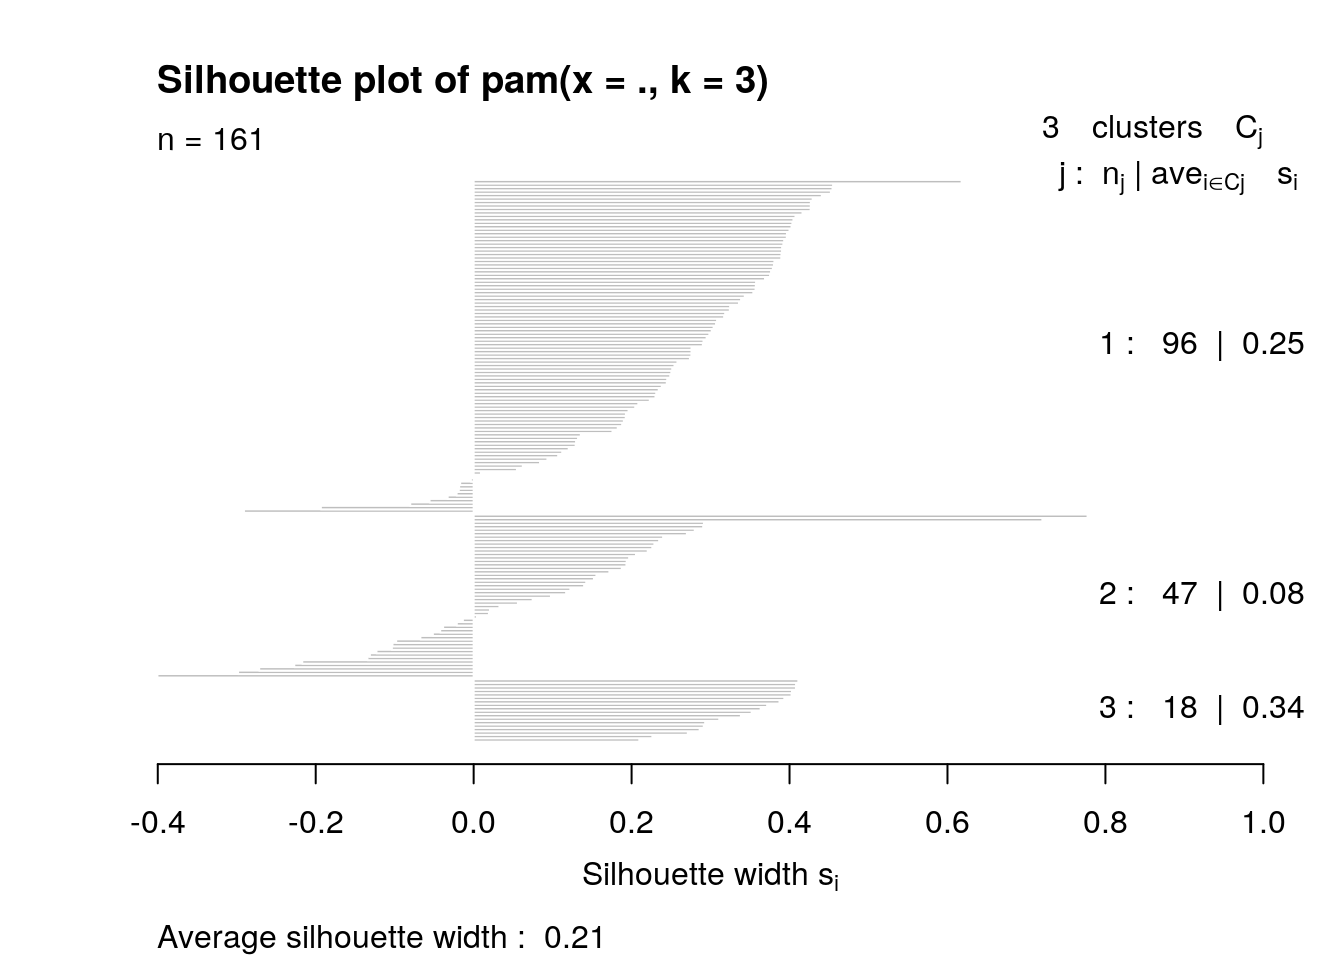 Silhouette plot of pam(x = ., k = 3)
n = 161
3 clusters Cj
j : nj | avei∈Cj si
1 : 96 | 0.25
2 : 47 | 0.08
3 : 18 | 0.34
-0.4 -0.2 0.0 0.2 0.4 0.6 0.8 1.0
Silhouette width si
Average silhouette width : 0.21